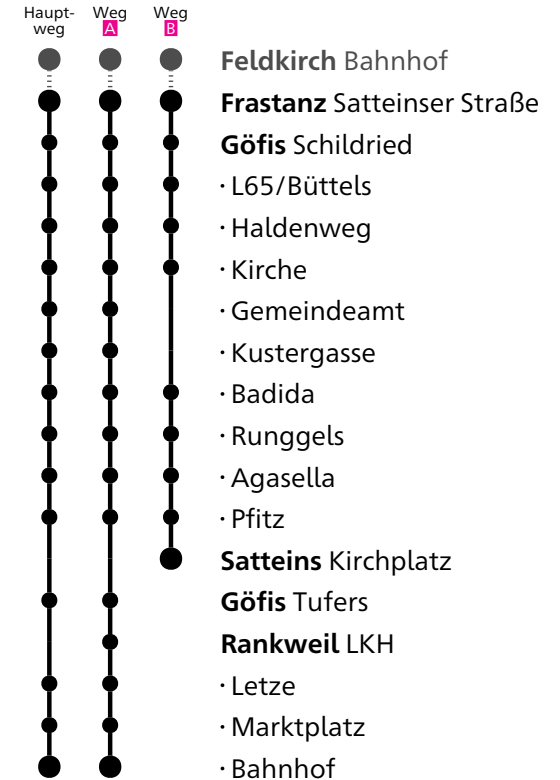 Haupt-
weg
Weg
A
Weg
B
Feldkirch Bahnhof
Frastanz Satteinser Straße
Göfis Schildried
· L65/Büttels
· Haldenweg
· Kirche
· Gemeindeamt
· Kustergasse
· Badida
· Runggels
· Agasella
· Pfitz
Satteins Kirchplatz
Göfis Tufers
Rankweil LKH
· Letze
· Marktplatz
· Bahnhof